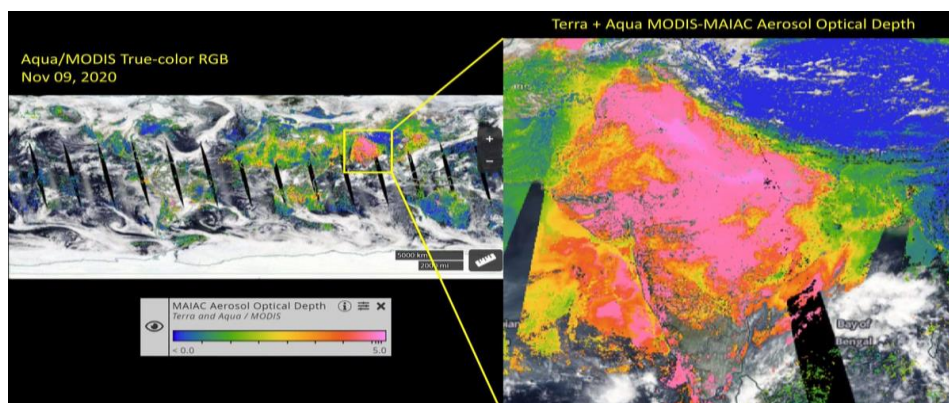 Terra + Aqua MODIS-MAIAC Aerosol Optical Depth
Aqua/MODIS True-color RGB
Nov 09, 2020
+
−
5000 km
2000 mi
MAIAC Aerosol Optical Depth
Terra and Aqua / MODIS
< 0.0
5.0
Bay of
Bengal